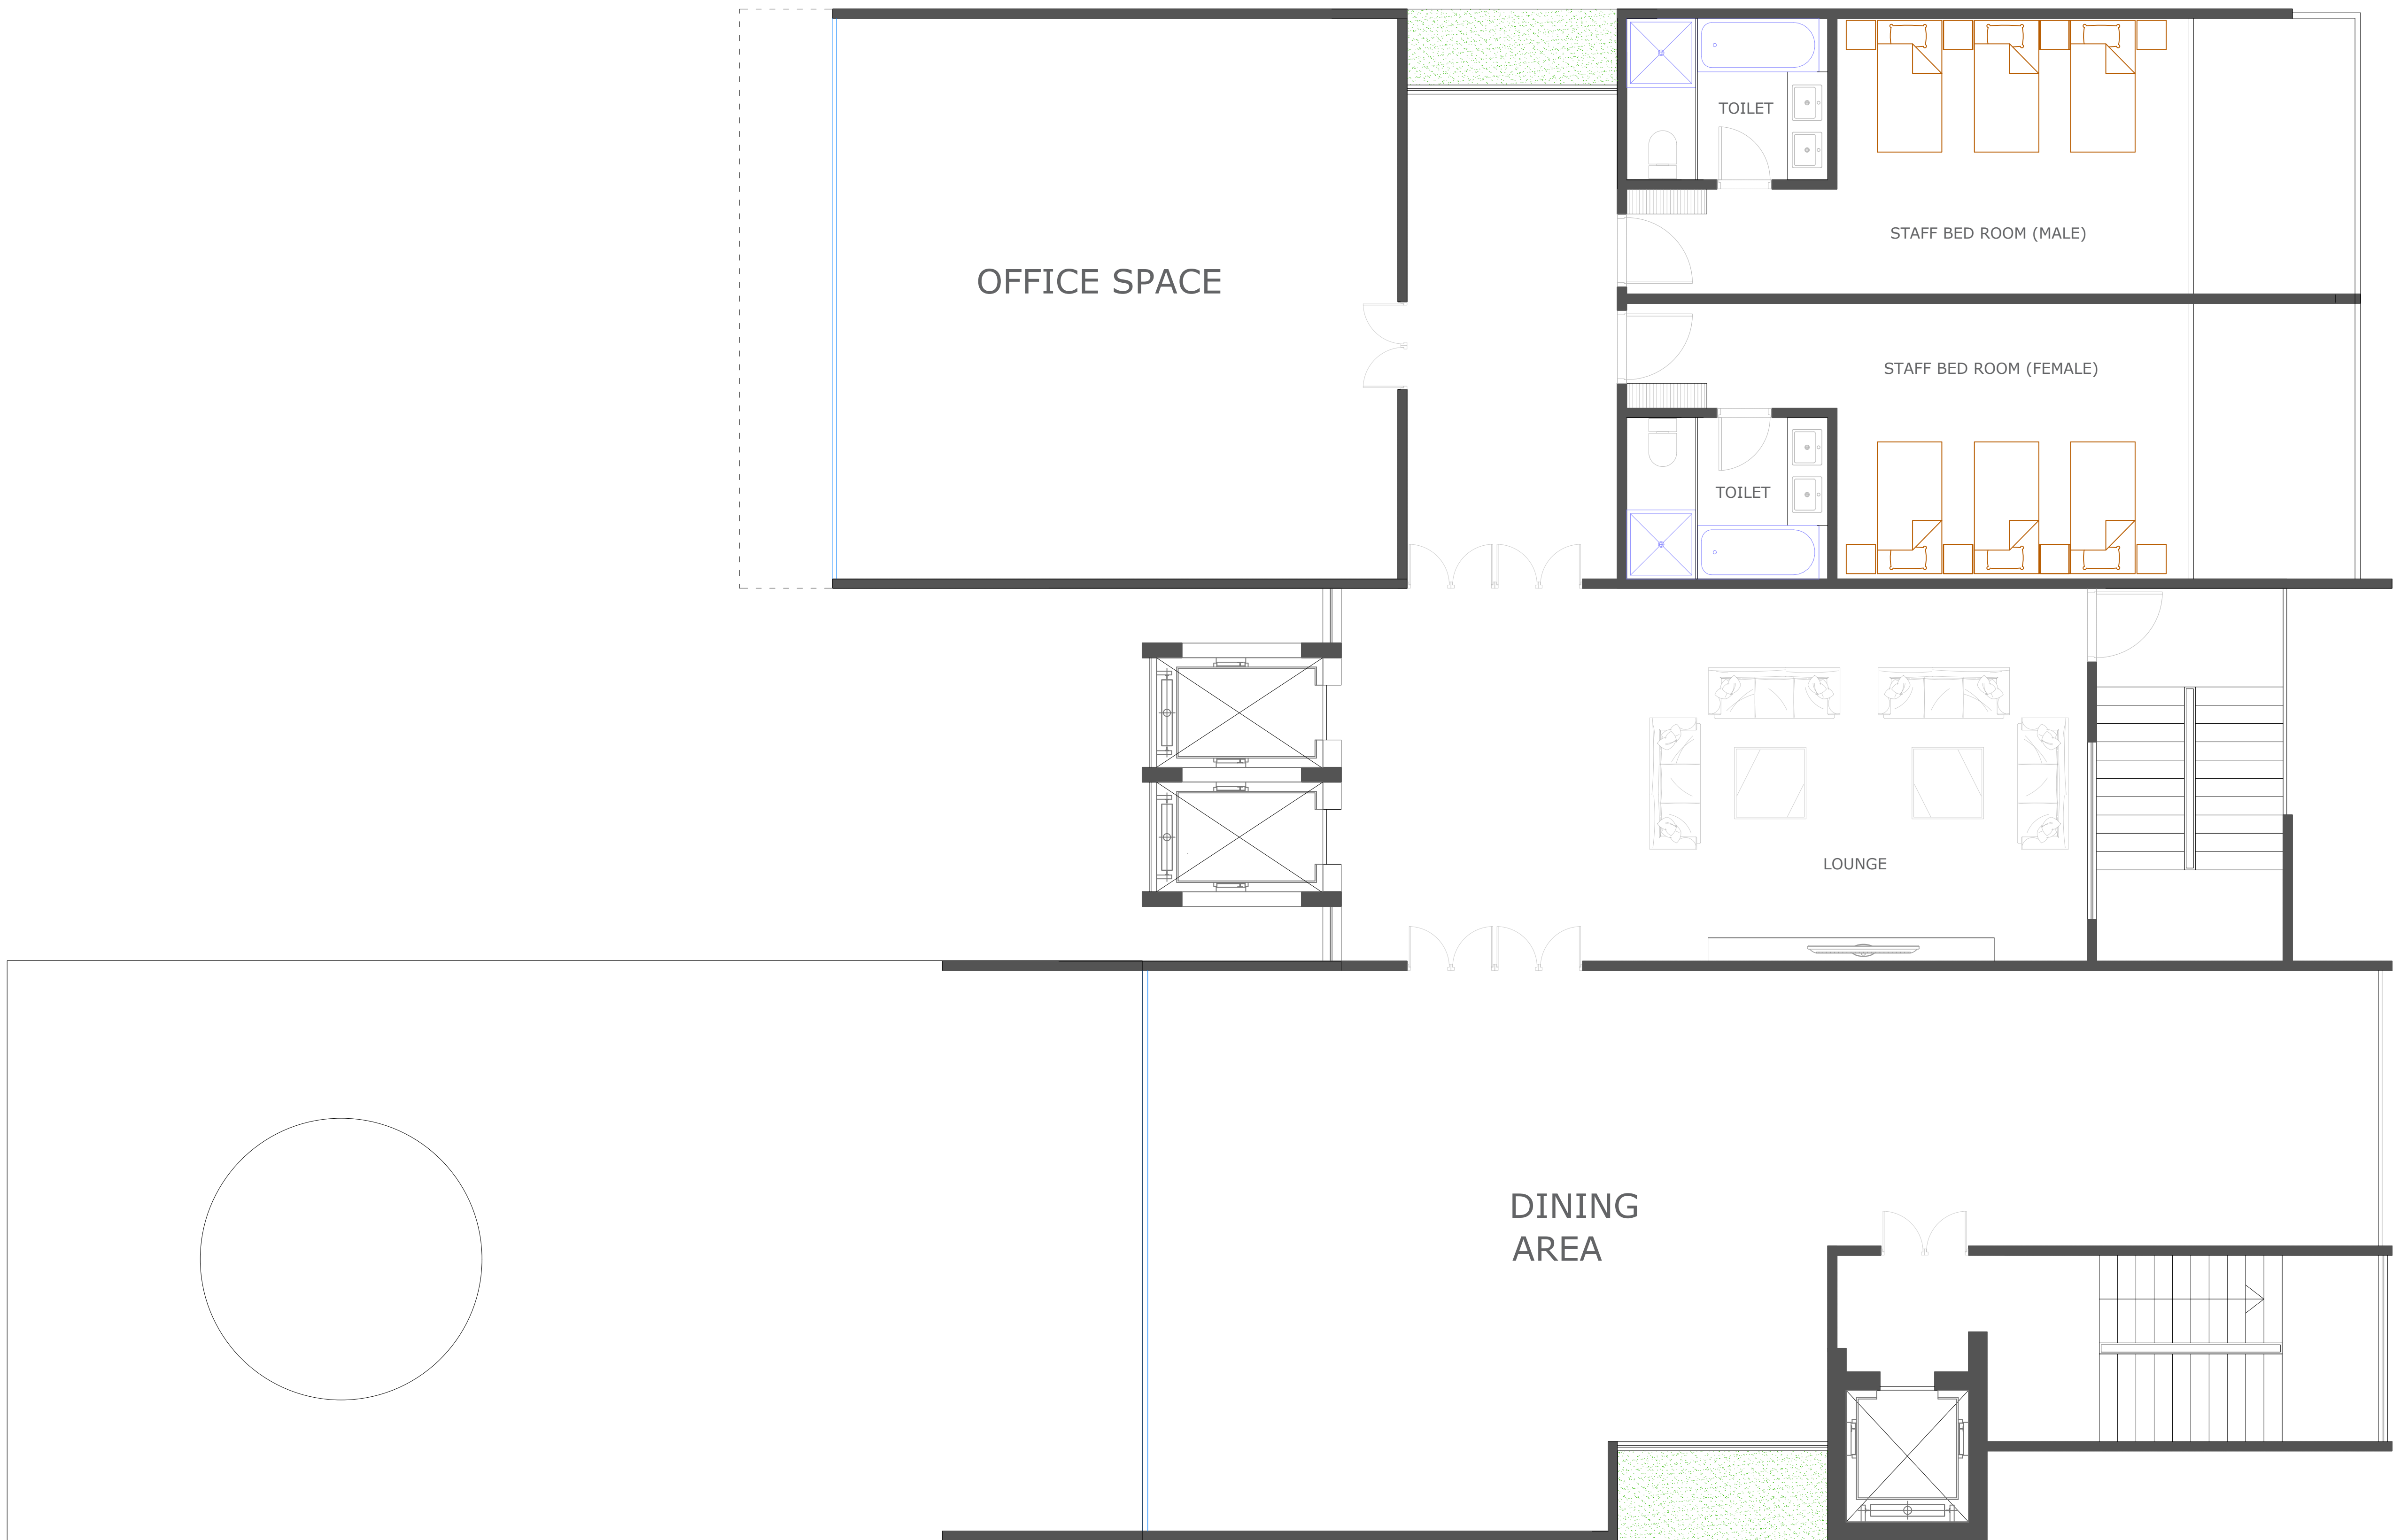 TOILET
STAFF BED ROOM (MALE)
OFFICE SPACE
STAFF BED ROOM (FEMALE)
TOILET
LOUNGE
DINING
AREA